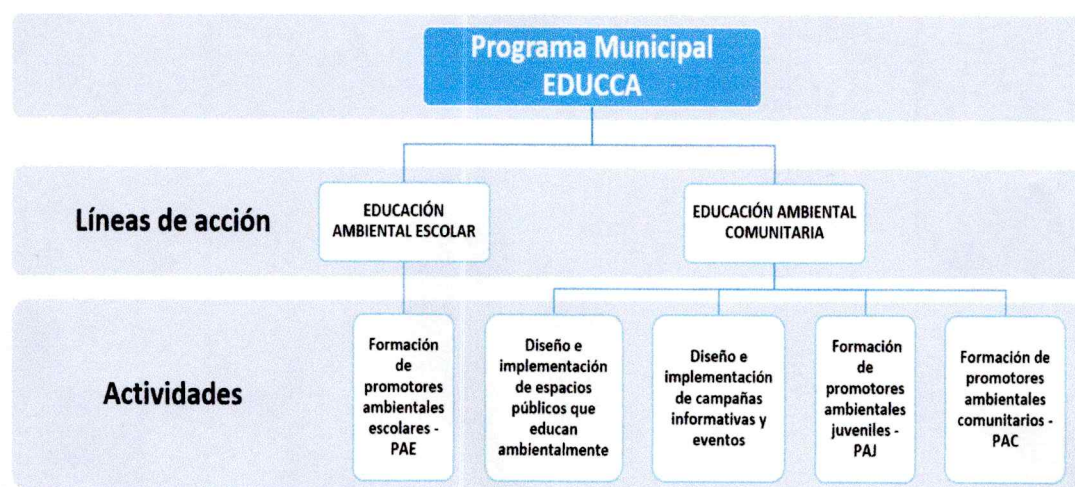 Programa Municipal
EDUCCA
Líneas de acción
EDUCACIÓN
AMBIENTAL ESCOLAR
EDUCACIÓN AMBIENTAL
COMUNITARIA
Actividades
Formación
de
promotores
ambientales
escolares -
PAE
Diseño e
implementación
de espacios
públicos que
educan
ambientalmente
Diseño e
implementación
de campañas
informativas y
eventos
Formación
de
promotores
ambientales
juveniles -
PAJ
Formación de
promotores
ambientales
comunitarios -
PAC